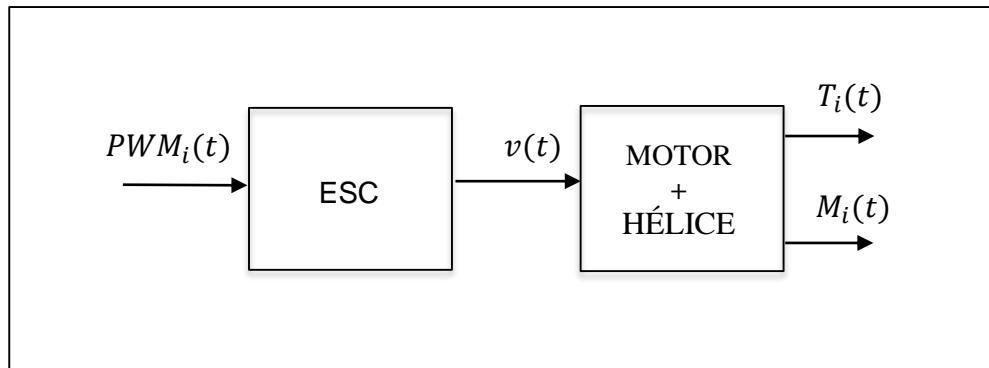 PWM_i(t)
ESC
v(t)
MOTOR
+
HÉLICE
T_i(t)
M_i(t)